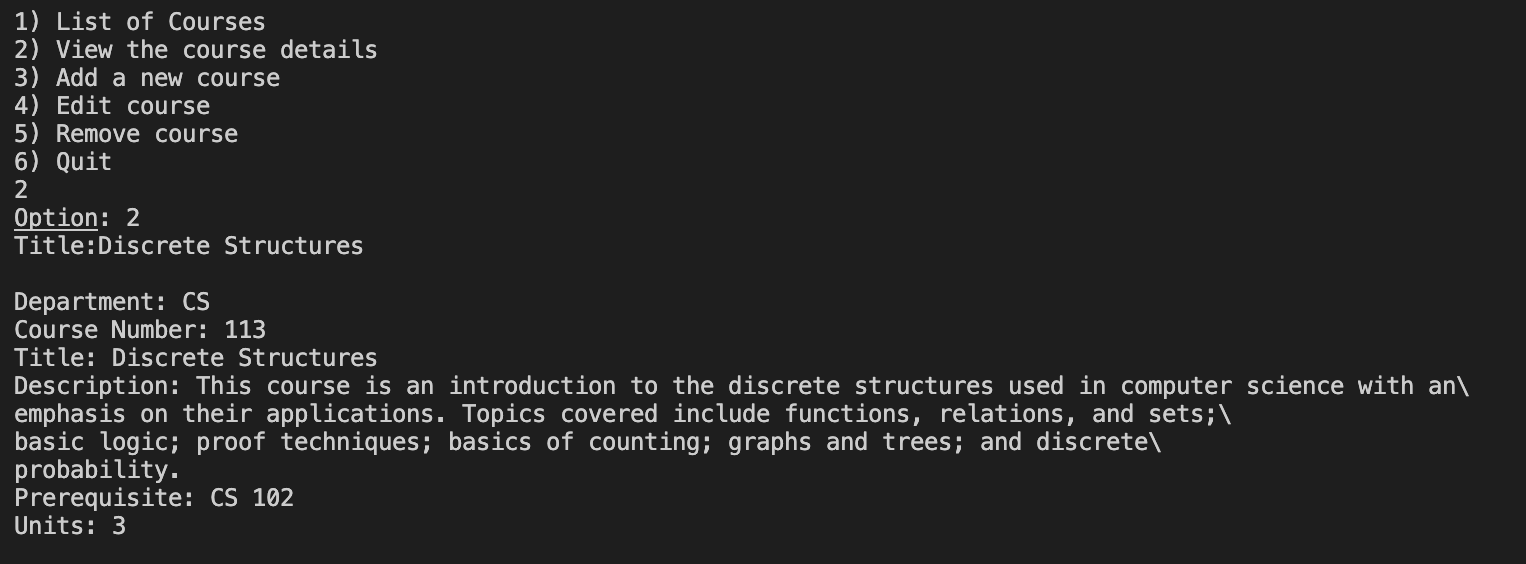 1) List of Courses
2) View the course details
3) Add a new course
4) Edit course
5) Remove course
6) Quit
2
Option: 2
Title:Discrete Structures
Department: CS
Course Number: 113
Title: Discrete Structures
Description: This course is an introduction to the discrete structures used in computer science with an\
emphasis on their applications. Topics covered include functions, relations, and sets;\
basic logic; proof techniques; basics of counting; graphs and trees; and discrete\
probability.
Prerequisite: CS 102
Units: 3